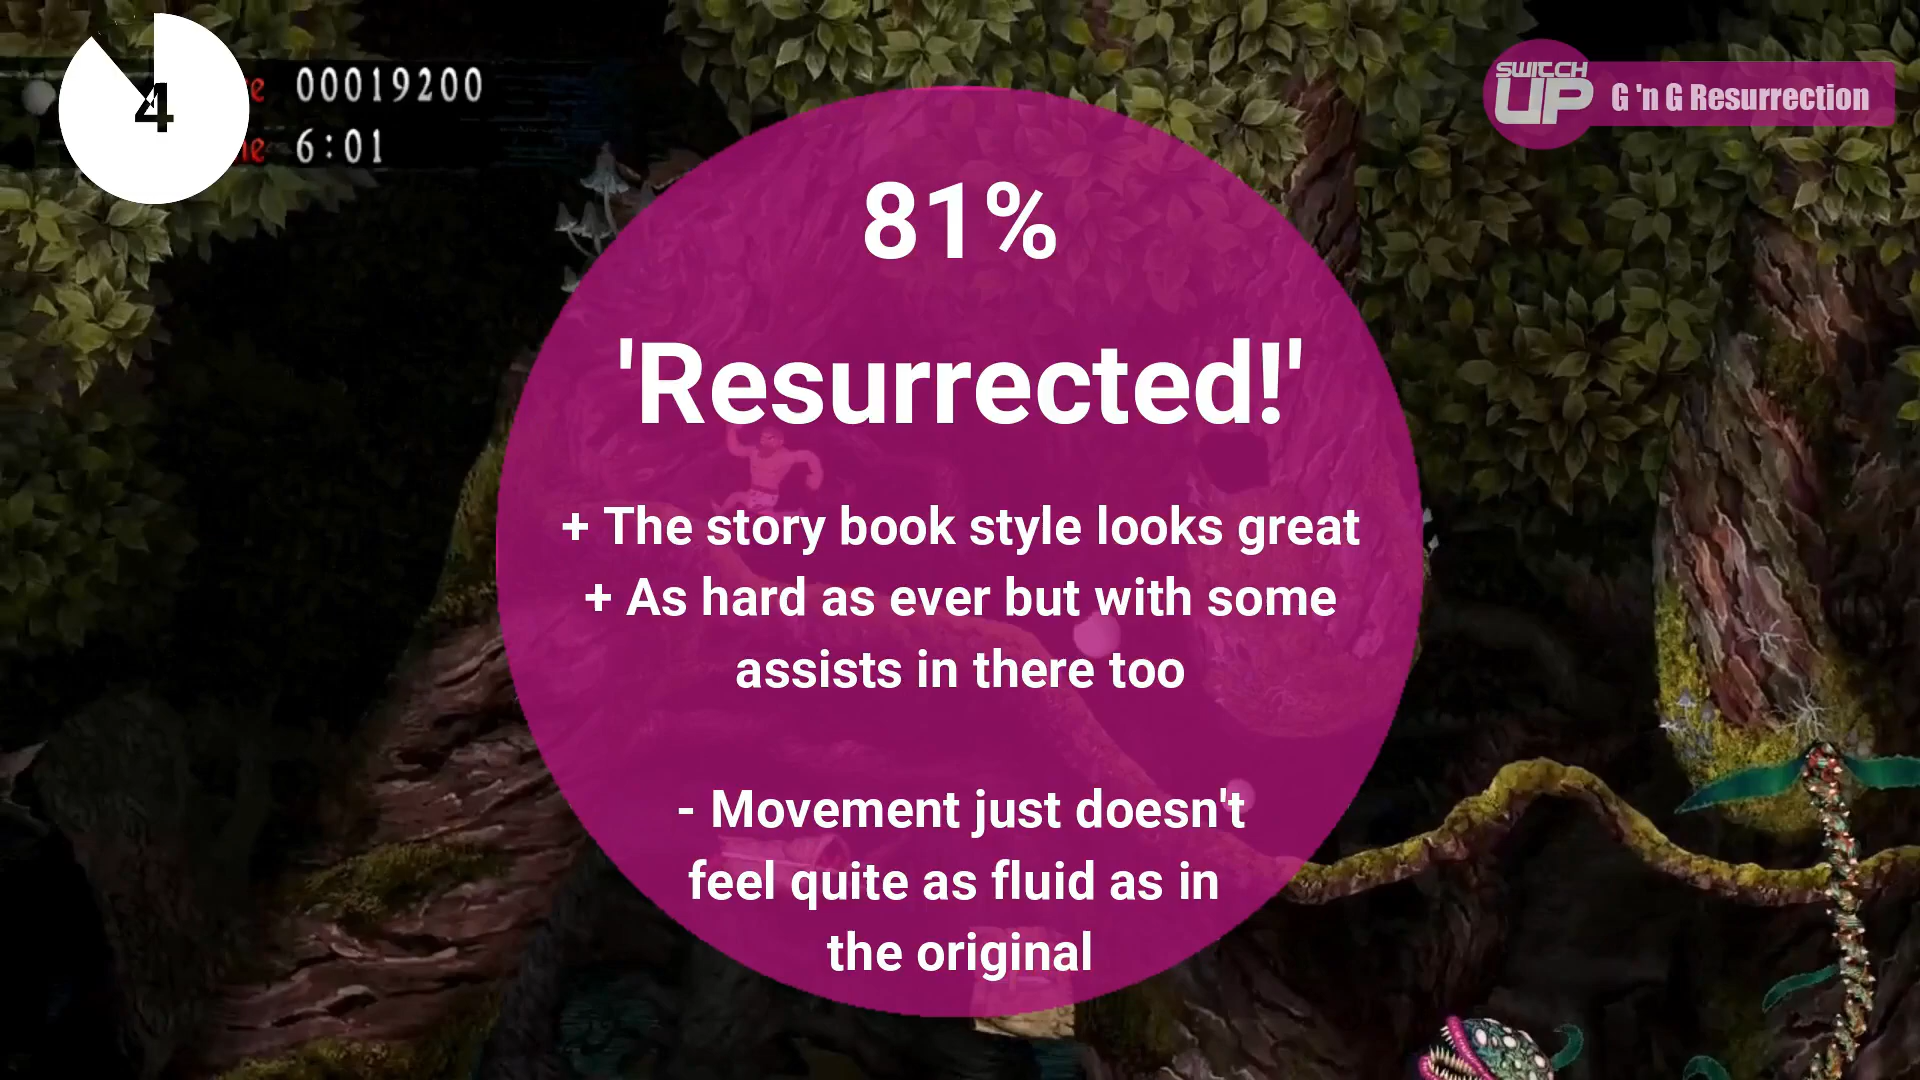 4
00019200
6:01
SWITCH
UP
G 'n G Resurrection
81%
'Resurrected!'
+ The story book style looks great
+ As hard as ever but with some
assists in there too
- Movement just doesn't
feel quite as fluid as in
the original